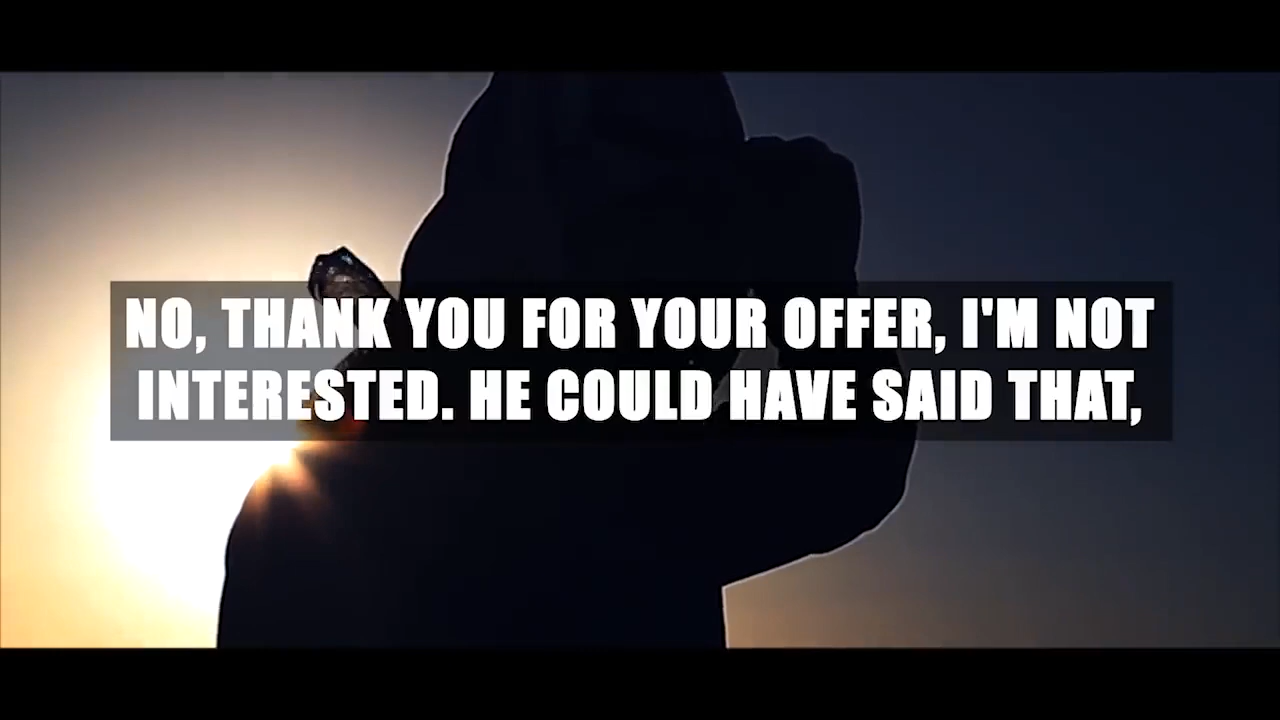 NO, THANK YOU FOR YOUR OFFER, I'M NOT
INTERESTED. HE COULD HAVE SAID THAT,